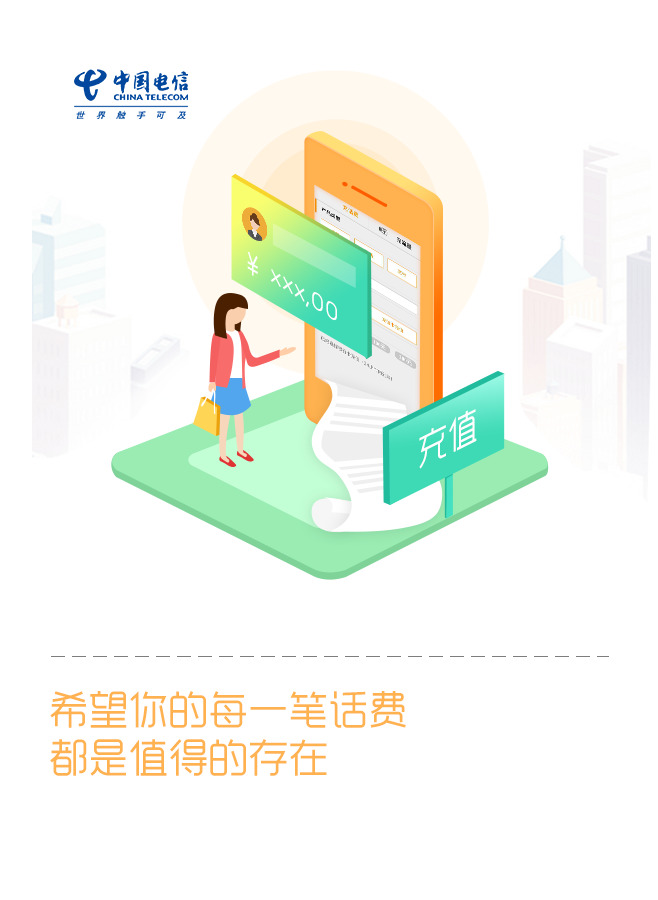 中国电信
CHINA TELECOM
世界触手可及
¥ xxx,00
充值
希望你的每一笔话费
都是值得的存在